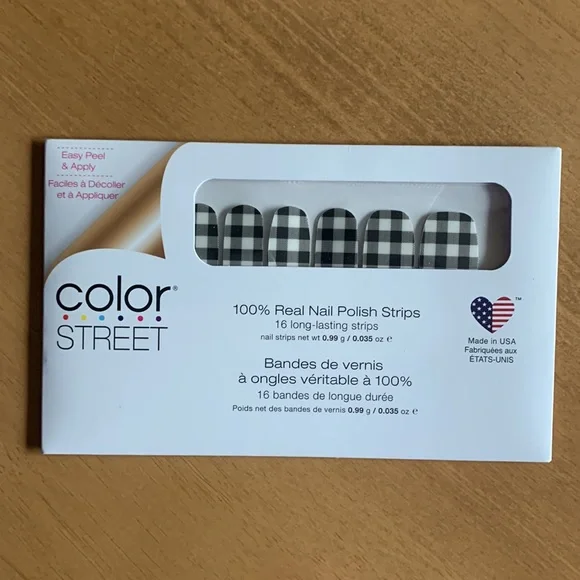 Easy Peel
& Apply
Faciles à Décoller
et à Appliquer
color®
STREET
100% Real Nail Polish Strips
16 long-lasting strips
nail strips net wt 0.99 g / 0.035 oz ℮
Bandes de vernis
à ongles véritable à 100%
16 bandes de longue durée
Poids net des bandes de vernis 0.99 g / 0.035 oz ℮
™
Made in USA
Fabriquées aux
ÉTATS-UNIS